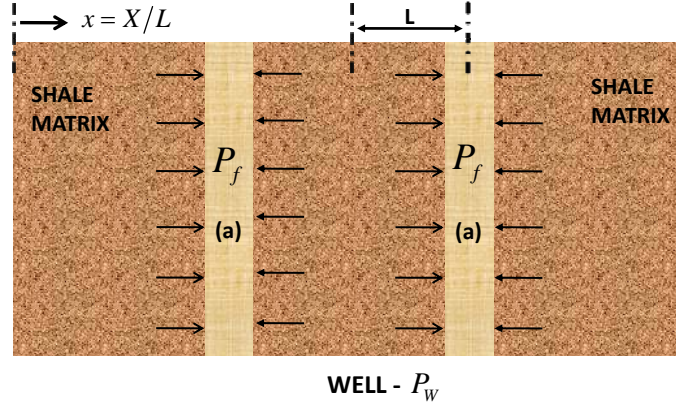 x = X/L
L
SHALE MATRIX
SHALE MATRIX
P_f
P_f
(a)
(a)
WELL - P_W